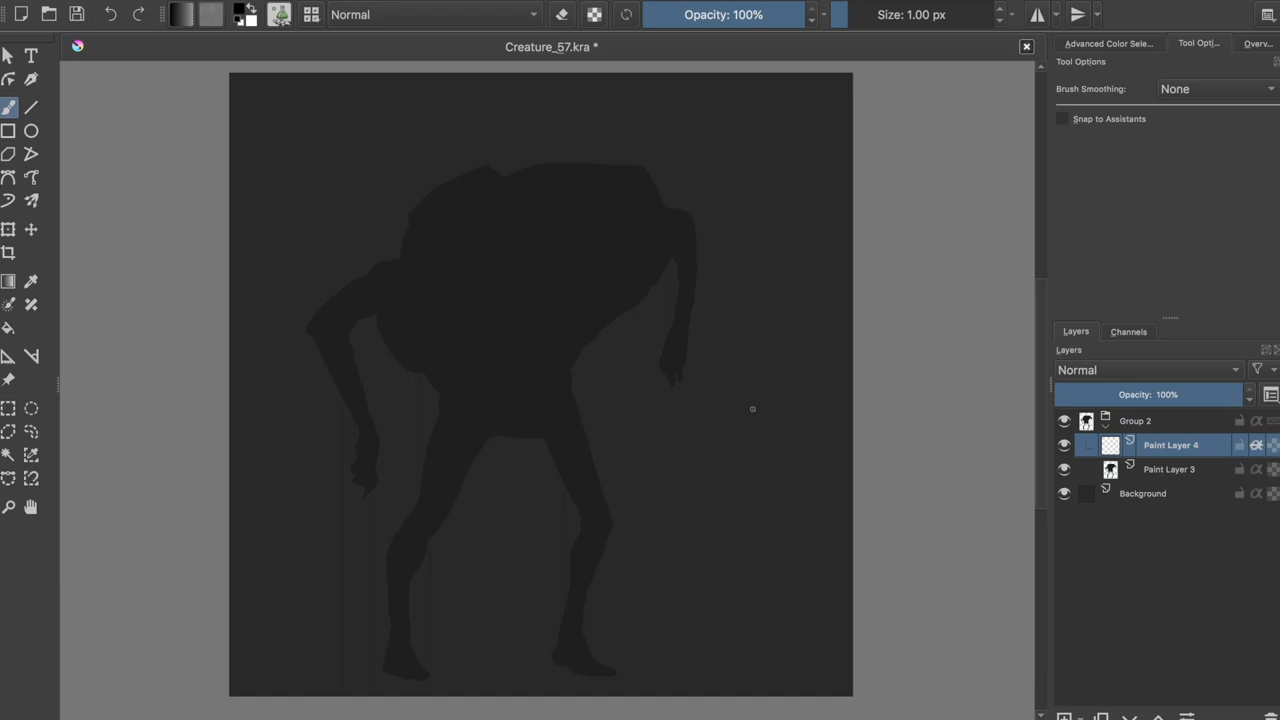 Normal
Opacity: 100%
Size: 1.00 px
Creature_57.kra *
Advanced Color Sele...
Tool Opti...
Overv...
Tool Options
Brush Smoothing:
None
Snap to Assistants
Layers
Channels
Layers
Normal
Opacity: 100%
Group 2
Paint Layer 4
Paint Layer 3
Background